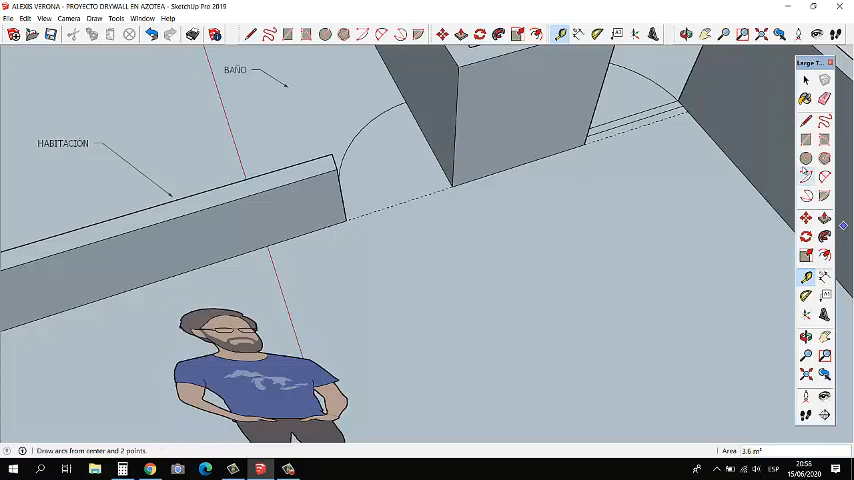 ALEXIS VERONA - PROYECTO DRYWALL EN AZOTEA - SketchUp Pro 2019
File Edit View Camera Draw Tools Window Help
Large T...
BAÑO
HABITACIÓN
Draw arcs from center and 2 points.
Area 3.6 m²
ESP
20:58
15/06/2020